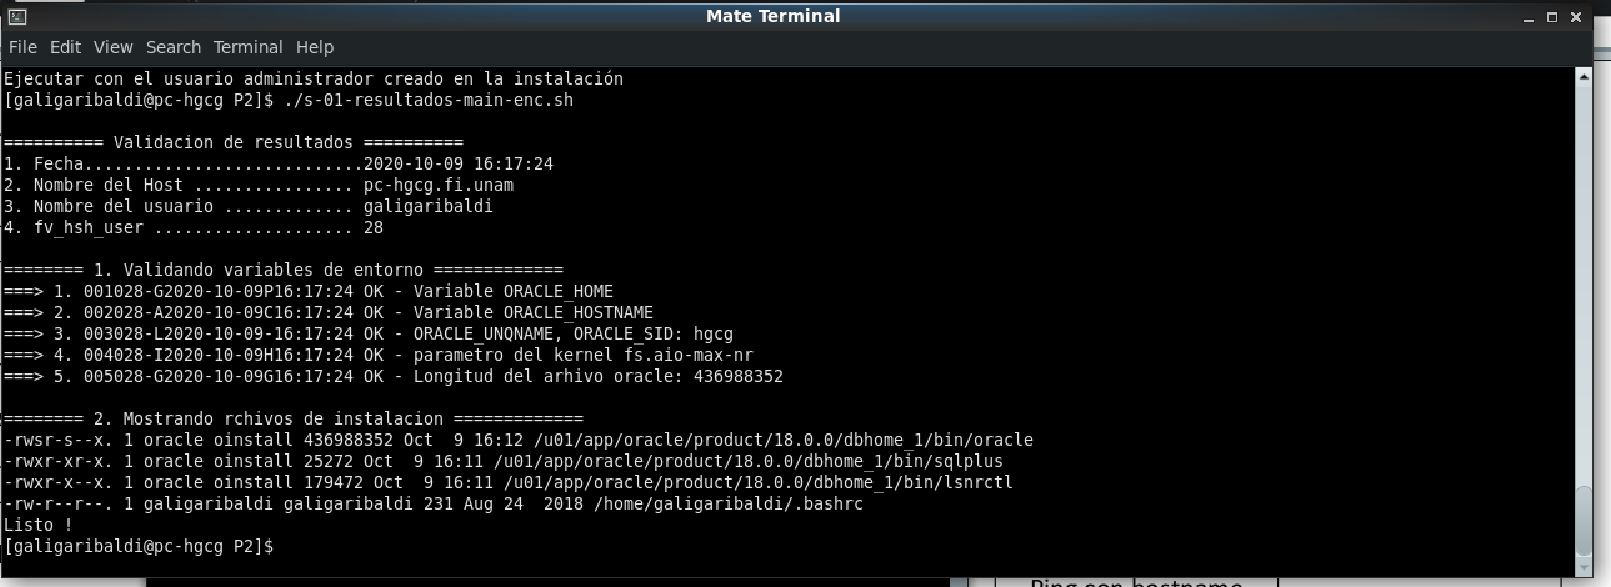 Mate Terminal
File Edit View Search Terminal Help
Ejecutar con el usuario administrador creado en la instalación
[galigaribaldi@pc-hgcg P2]$ ./s-01-resultados-main-enc.sh
========== Validacion de resultados ==========
1. Fecha............................2020-10-09 16:17:24
2. Nombre del Host ................ pc-hgcg.fi.unam
3. Nombre del usuario ............. galigaribaldi
4. fv_hsh_user .................... 28
======== 1. Validando variables de entorno =============
===> 1. 001028-G2020-10-09P16:17:24 OK - Variable ORACLE_HOME
===> 2. 002028-A2020-10-09C16:17:24 OK - Variable ORACLE_HOSTNAME
===> 3. 003028-L2020-10-09-16:17:24 OK - ORACLE_UNQNAME, ORACLE_SID: hgcg
===> 4. 004028-I2020-10-09H16:17:24 OK - parametro del kernel fs.aio-max-nr
===> 5. 005028-G2020-10-09G16:17:24 OK - Longitud del arhivo oracle: 436988352
======== 2. Mostrando rchivos de instalacion =============
-rwsr-s--x. 1 oracle oinstall 436988352 Oct  9 16:12 /u01/app/oracle/product/18.0.0/dbhome_1/bin/oracle
-rwxr-xr-x. 1 oracle oinstall 25272 Oct  9 16:11 /u01/app/oracle/product/18.0.0/dbhome_1/bin/sqlplus
-rwxr-x--x. 1 oracle oinstall 179472 Oct  9 16:11 /u01/app/oracle/product/18.0.0/dbhome_1/bin/lsnrctl
-rw-r--r--. 1 galigaribaldi galigaribaldi 231 Aug 24  2018 /home/galigaribaldi/.bashrc
Listo !
[galigaribaldi@pc-hgcg P2]$
Ping con hostname